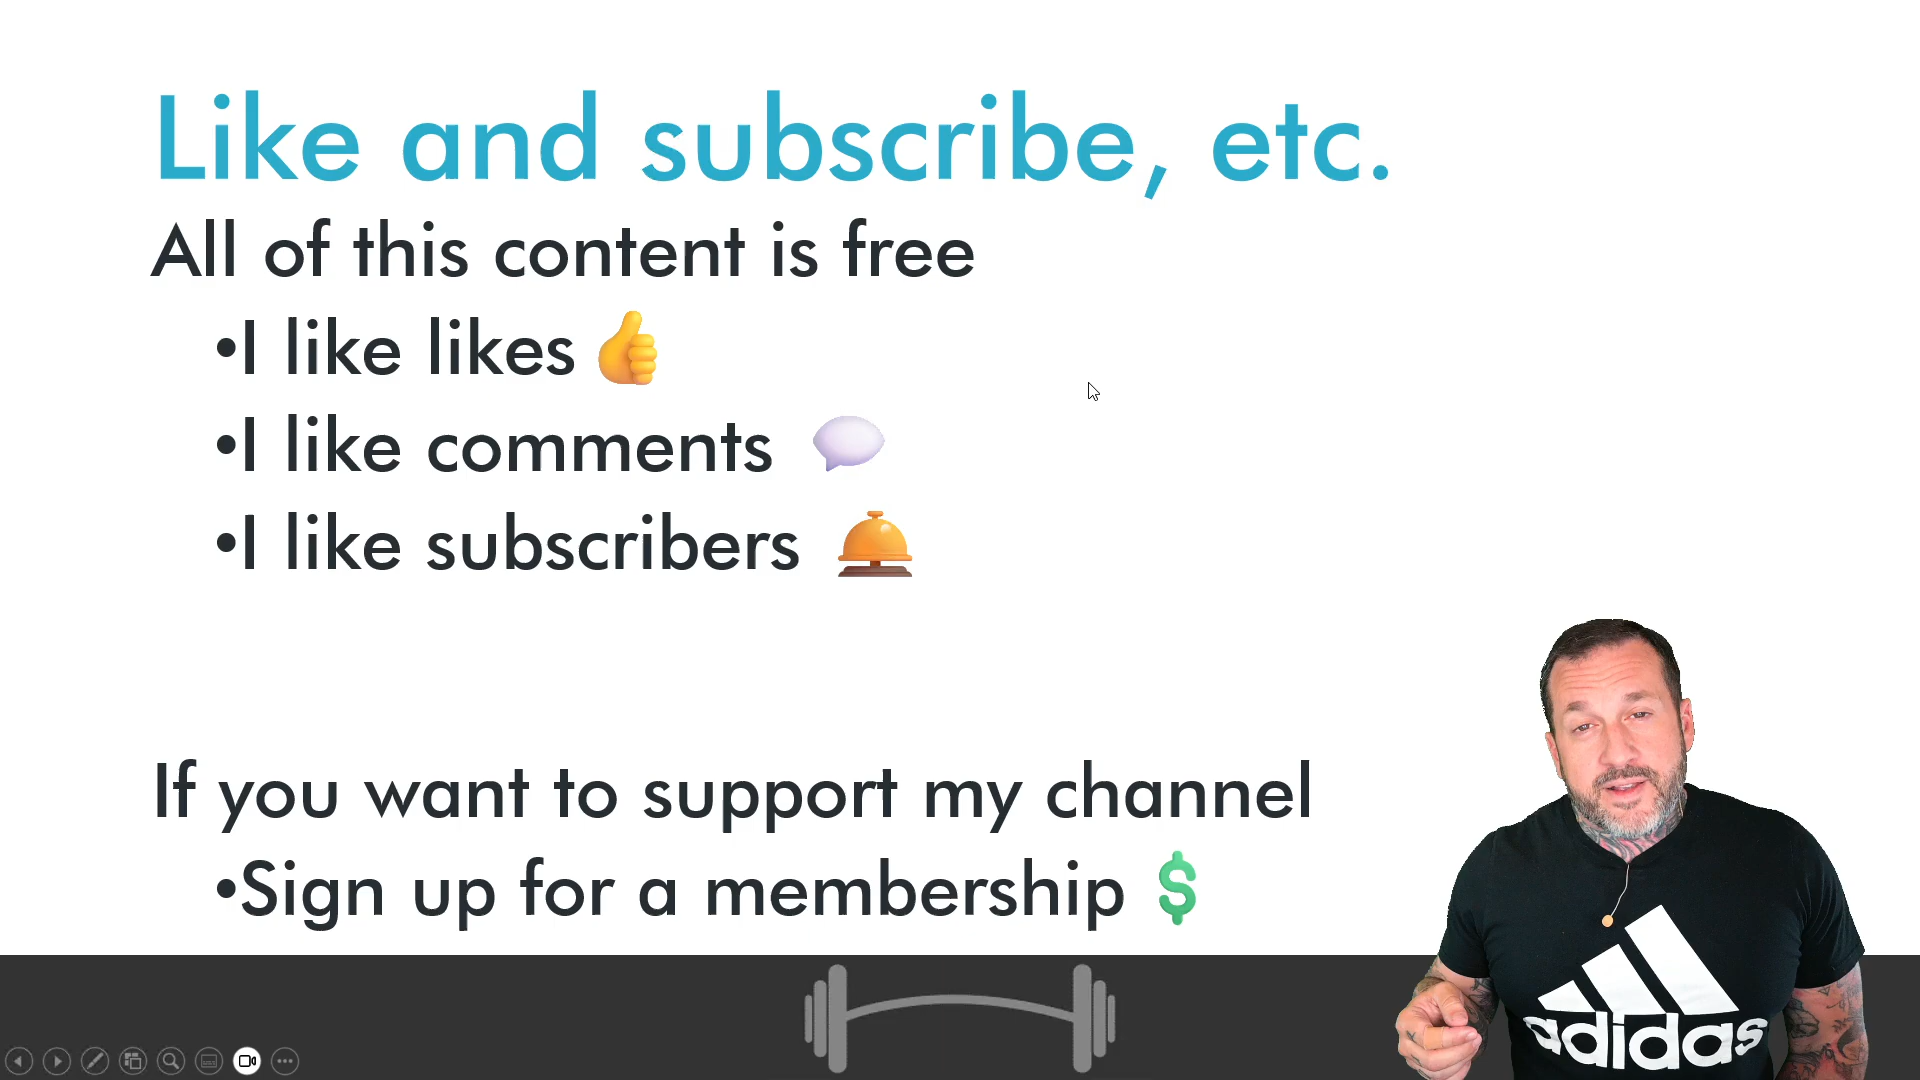 Like and subscribe, etc.
All of this content is free
•I like likes 👍
•I like comments 💬
•I like subscribers 🛎️
If you want to support my channel
•Sign up for a membership 💲
adidas